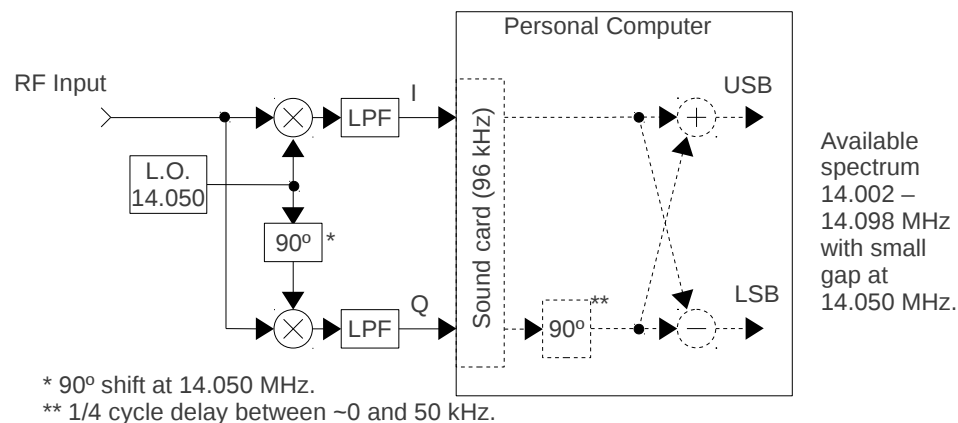 Personal Computer
RF Input
I
USB
LPF
L.O.
14.050
90º *
Sound card (96 kHz)
Available
spectrum
14.002 –
14.098 MHz
with small
gap at
14.050 MHz.
Q
LSB
LPF
90º
**
* 90º shift at 14.050 MHz.
** 1/4 cycle delay between ~0 and 50 kHz.